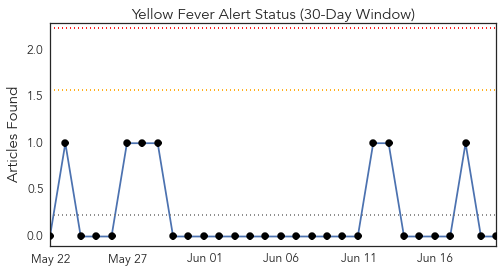 Yellow Fever Alert Status (30-Day Window)
Articles Found
2.0
1.5
1.0
0.5
0.0
May 22 May 27 Jun 01 Jun 06 Jun 11 Jun 16